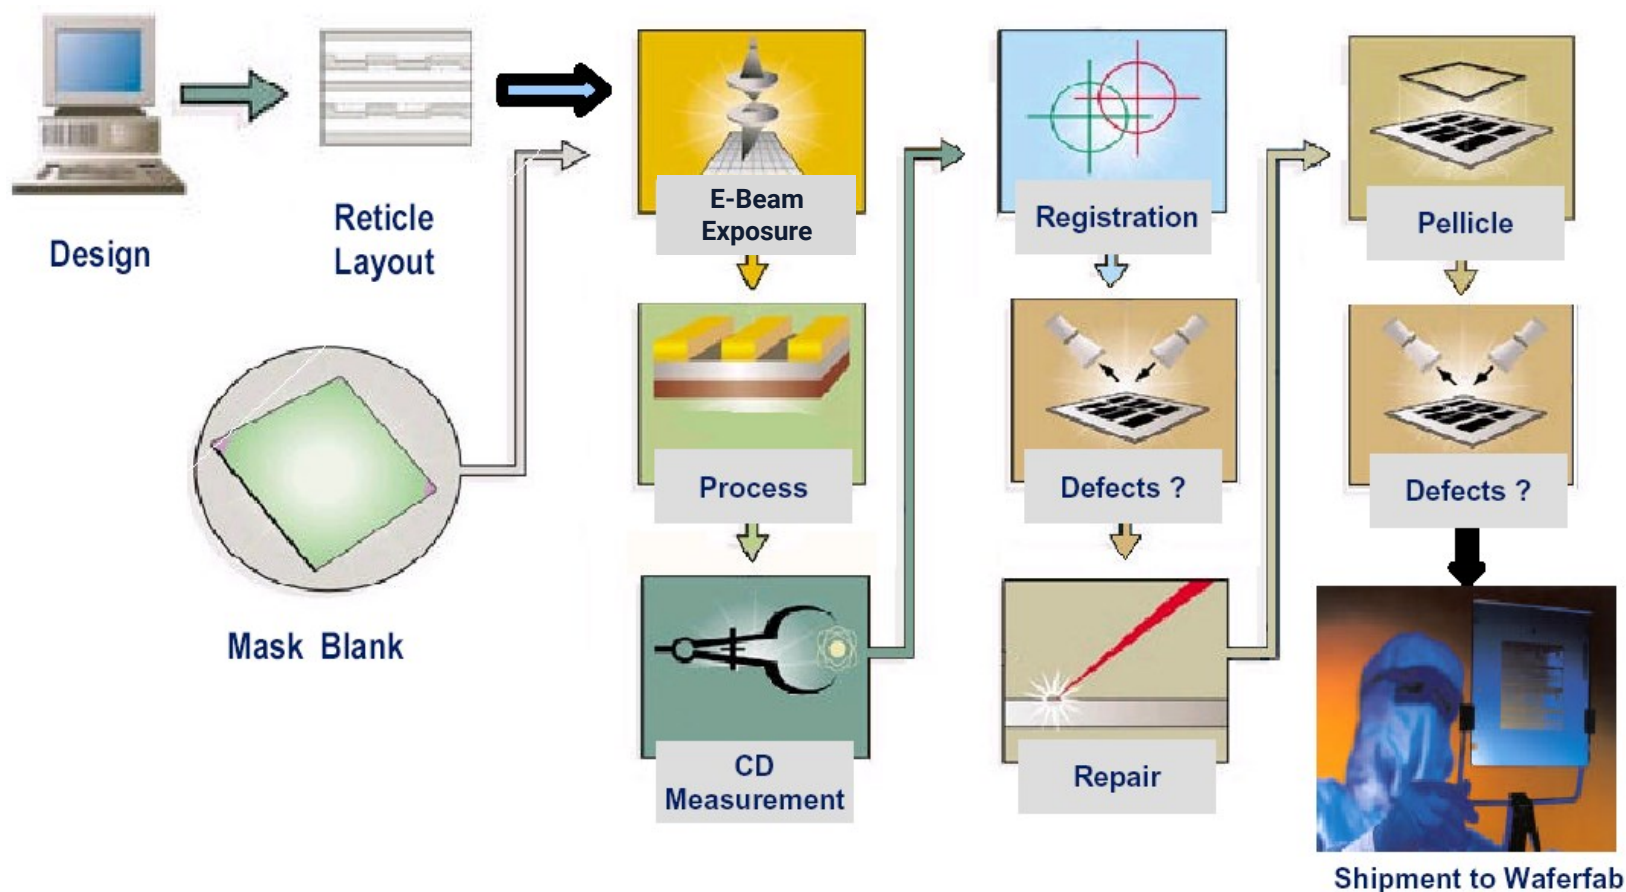 Design
Reticle
Layout
Mask Blank
E-Beam
Exposure
Process
CD
Measurement
Registration
Defects ?
Repair
Pellicle
Defects ?
Shipment to Waferfab